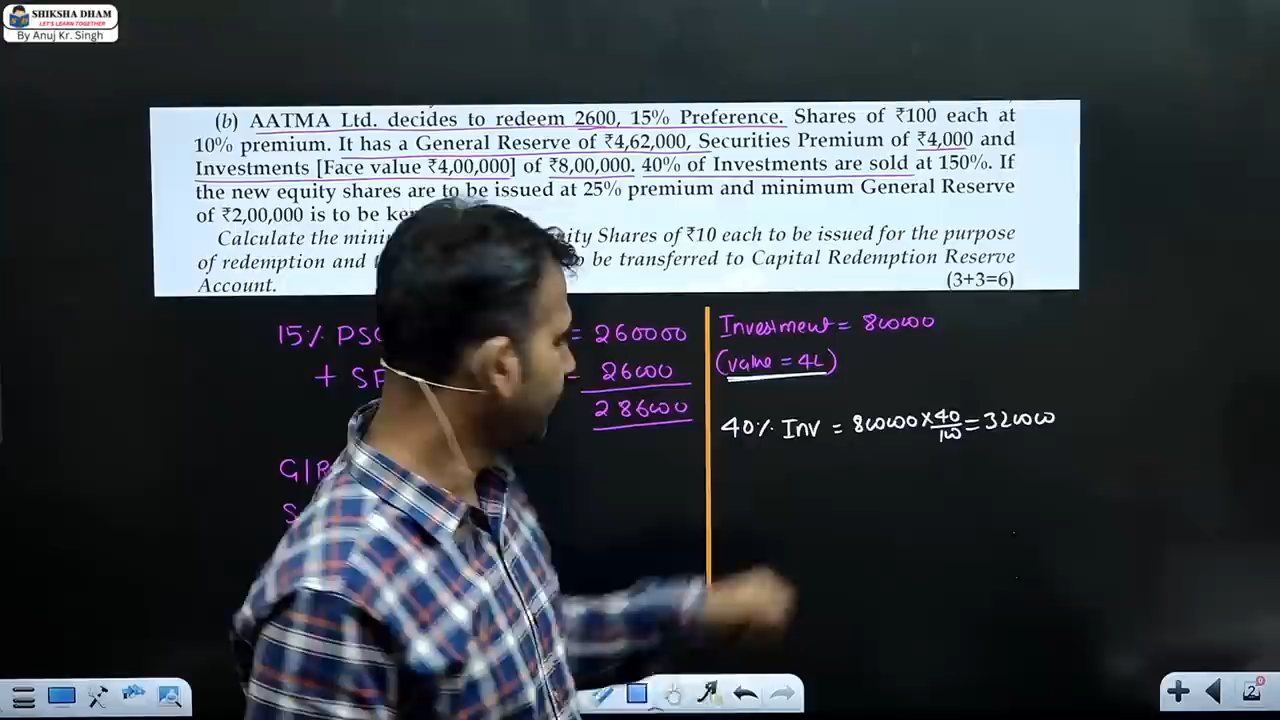 SHIKSHA DHAM
LET'S LEARN TOGETHER
By Anuj Kr. Singh
(b) AATMA Ltd. decides to redeem 2600, 15% Preference. Shares of ₹100 each at
10% premium. It has a General Reserve of ₹4,62,000, Securities Premium of ₹4,000 and
Investments [Face value ₹4,00,000] of ₹8,00,000. 40% of Investments are sold at 150%. If
the new equity shares are to be issued at 25% premium and minimum General Reserve
of ₹2,00,000 is to be
Calculate the Shares of ₹10 each to be issued for the purpose
of redemption and be transferred to Capital Redemption Reserve
Account. (3+3=6)
15% = 260000
+ 26000
286000
G/R
S
Investment = 800000
(value = 4L)
40% Inv = 800000 × 40/100 = 320000
2